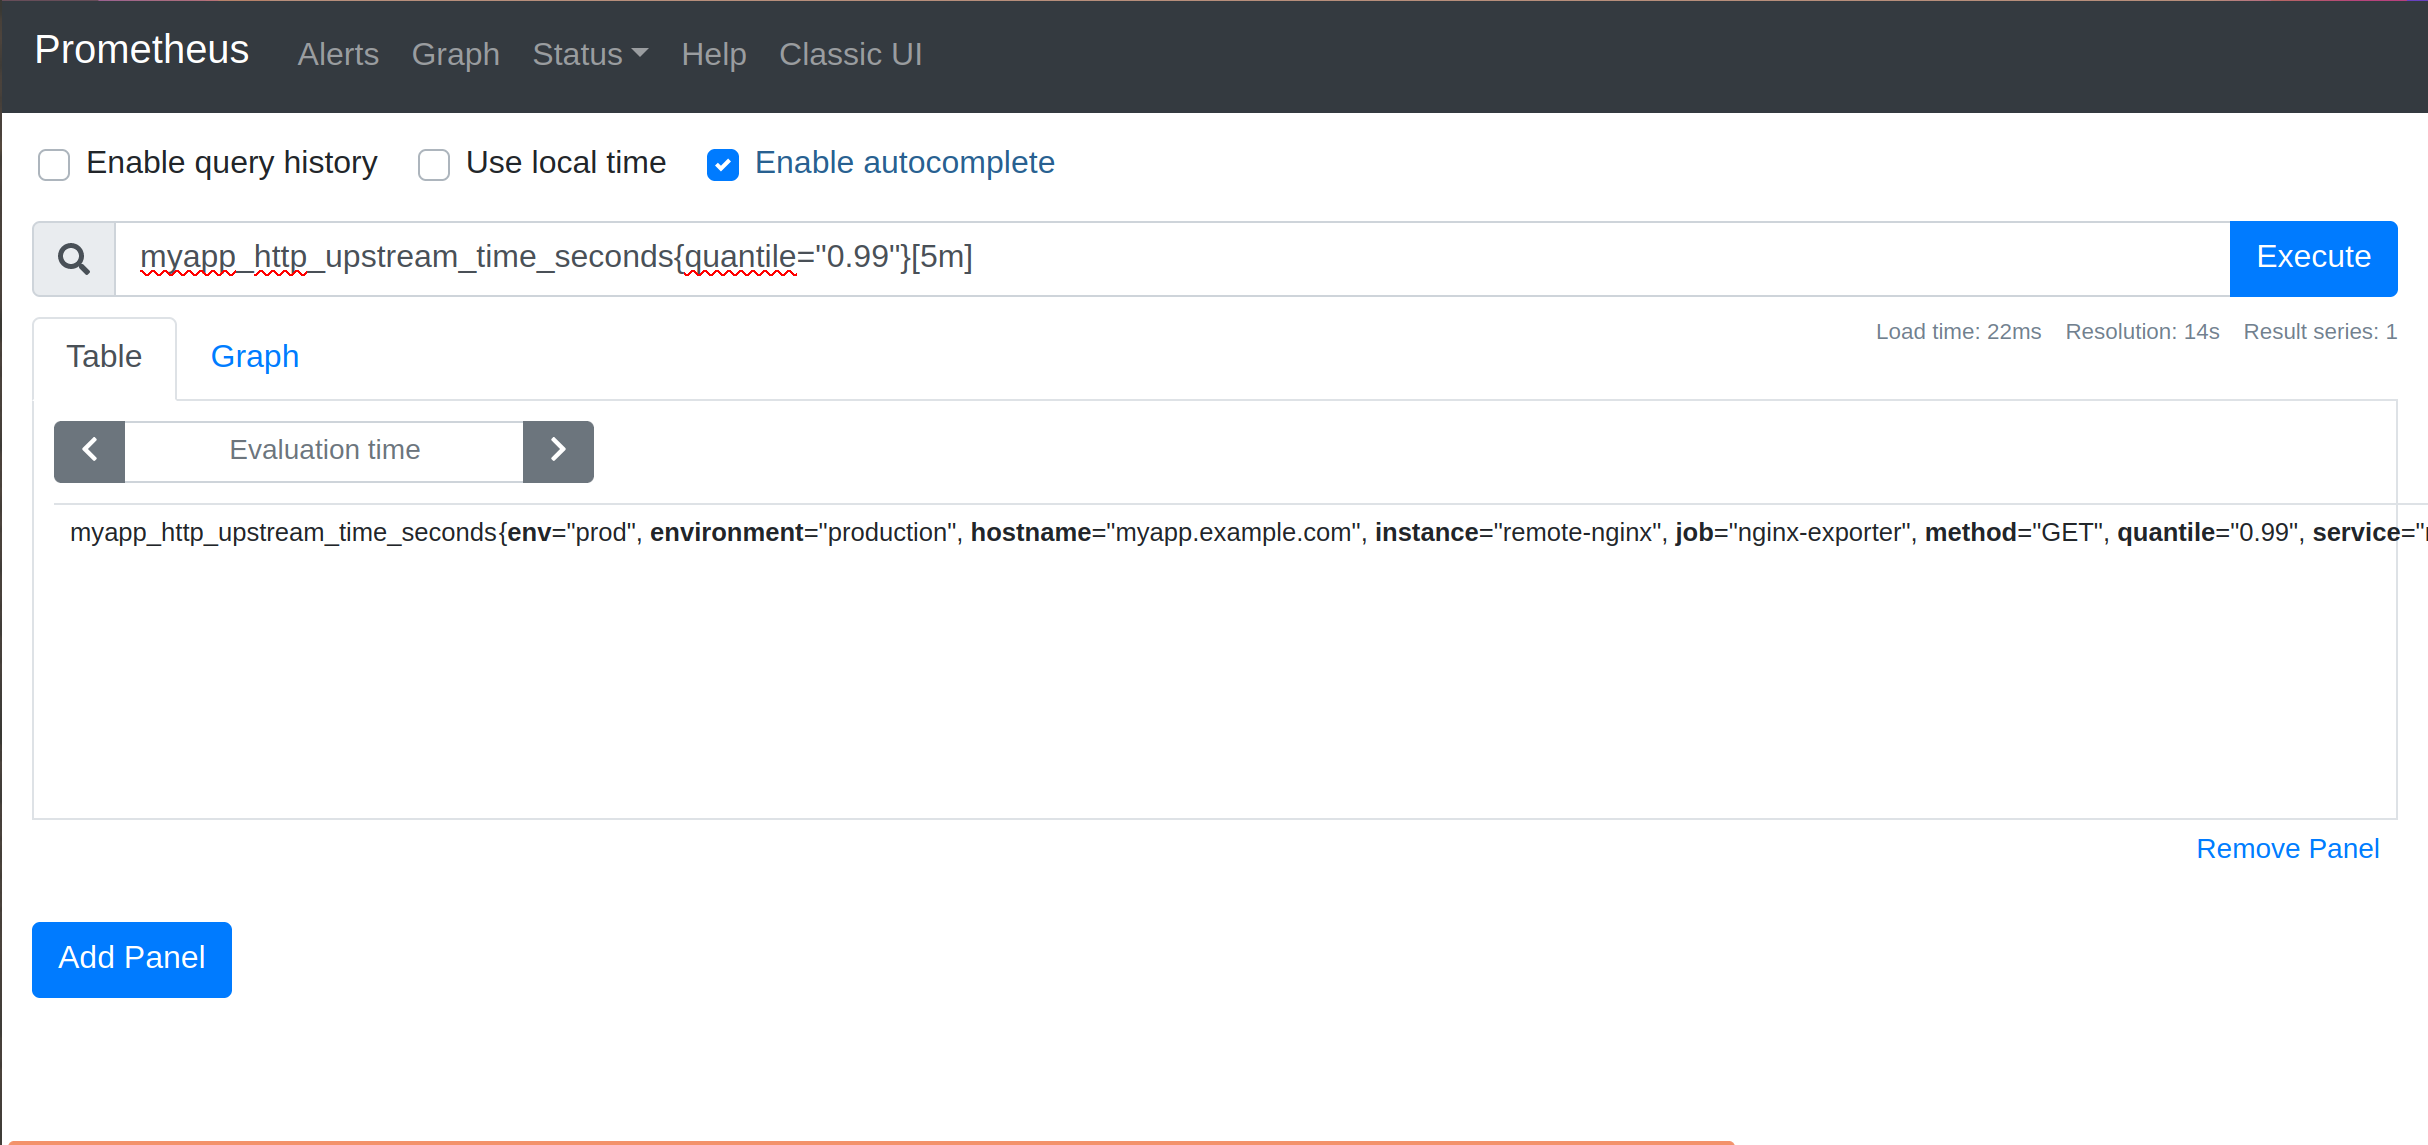 Prometheus Alerts Graph Status Help Classic UI
Enable query history Use local time Enable autocomplete
myapp_http_upstream_time_seconds{quantile="0.99"}[5m] Execute
Table Graph Load time: 22ms Resolution: 14s Result series: 1
Evaluation time
myapp_http_upstream_time_seconds{env="prod", environment="production", hostname="myapp.example.com", instance="remote-nginx", job="nginx-exporter", method="GET", quantile="0.99", service="
Remove Panel
Add Panel